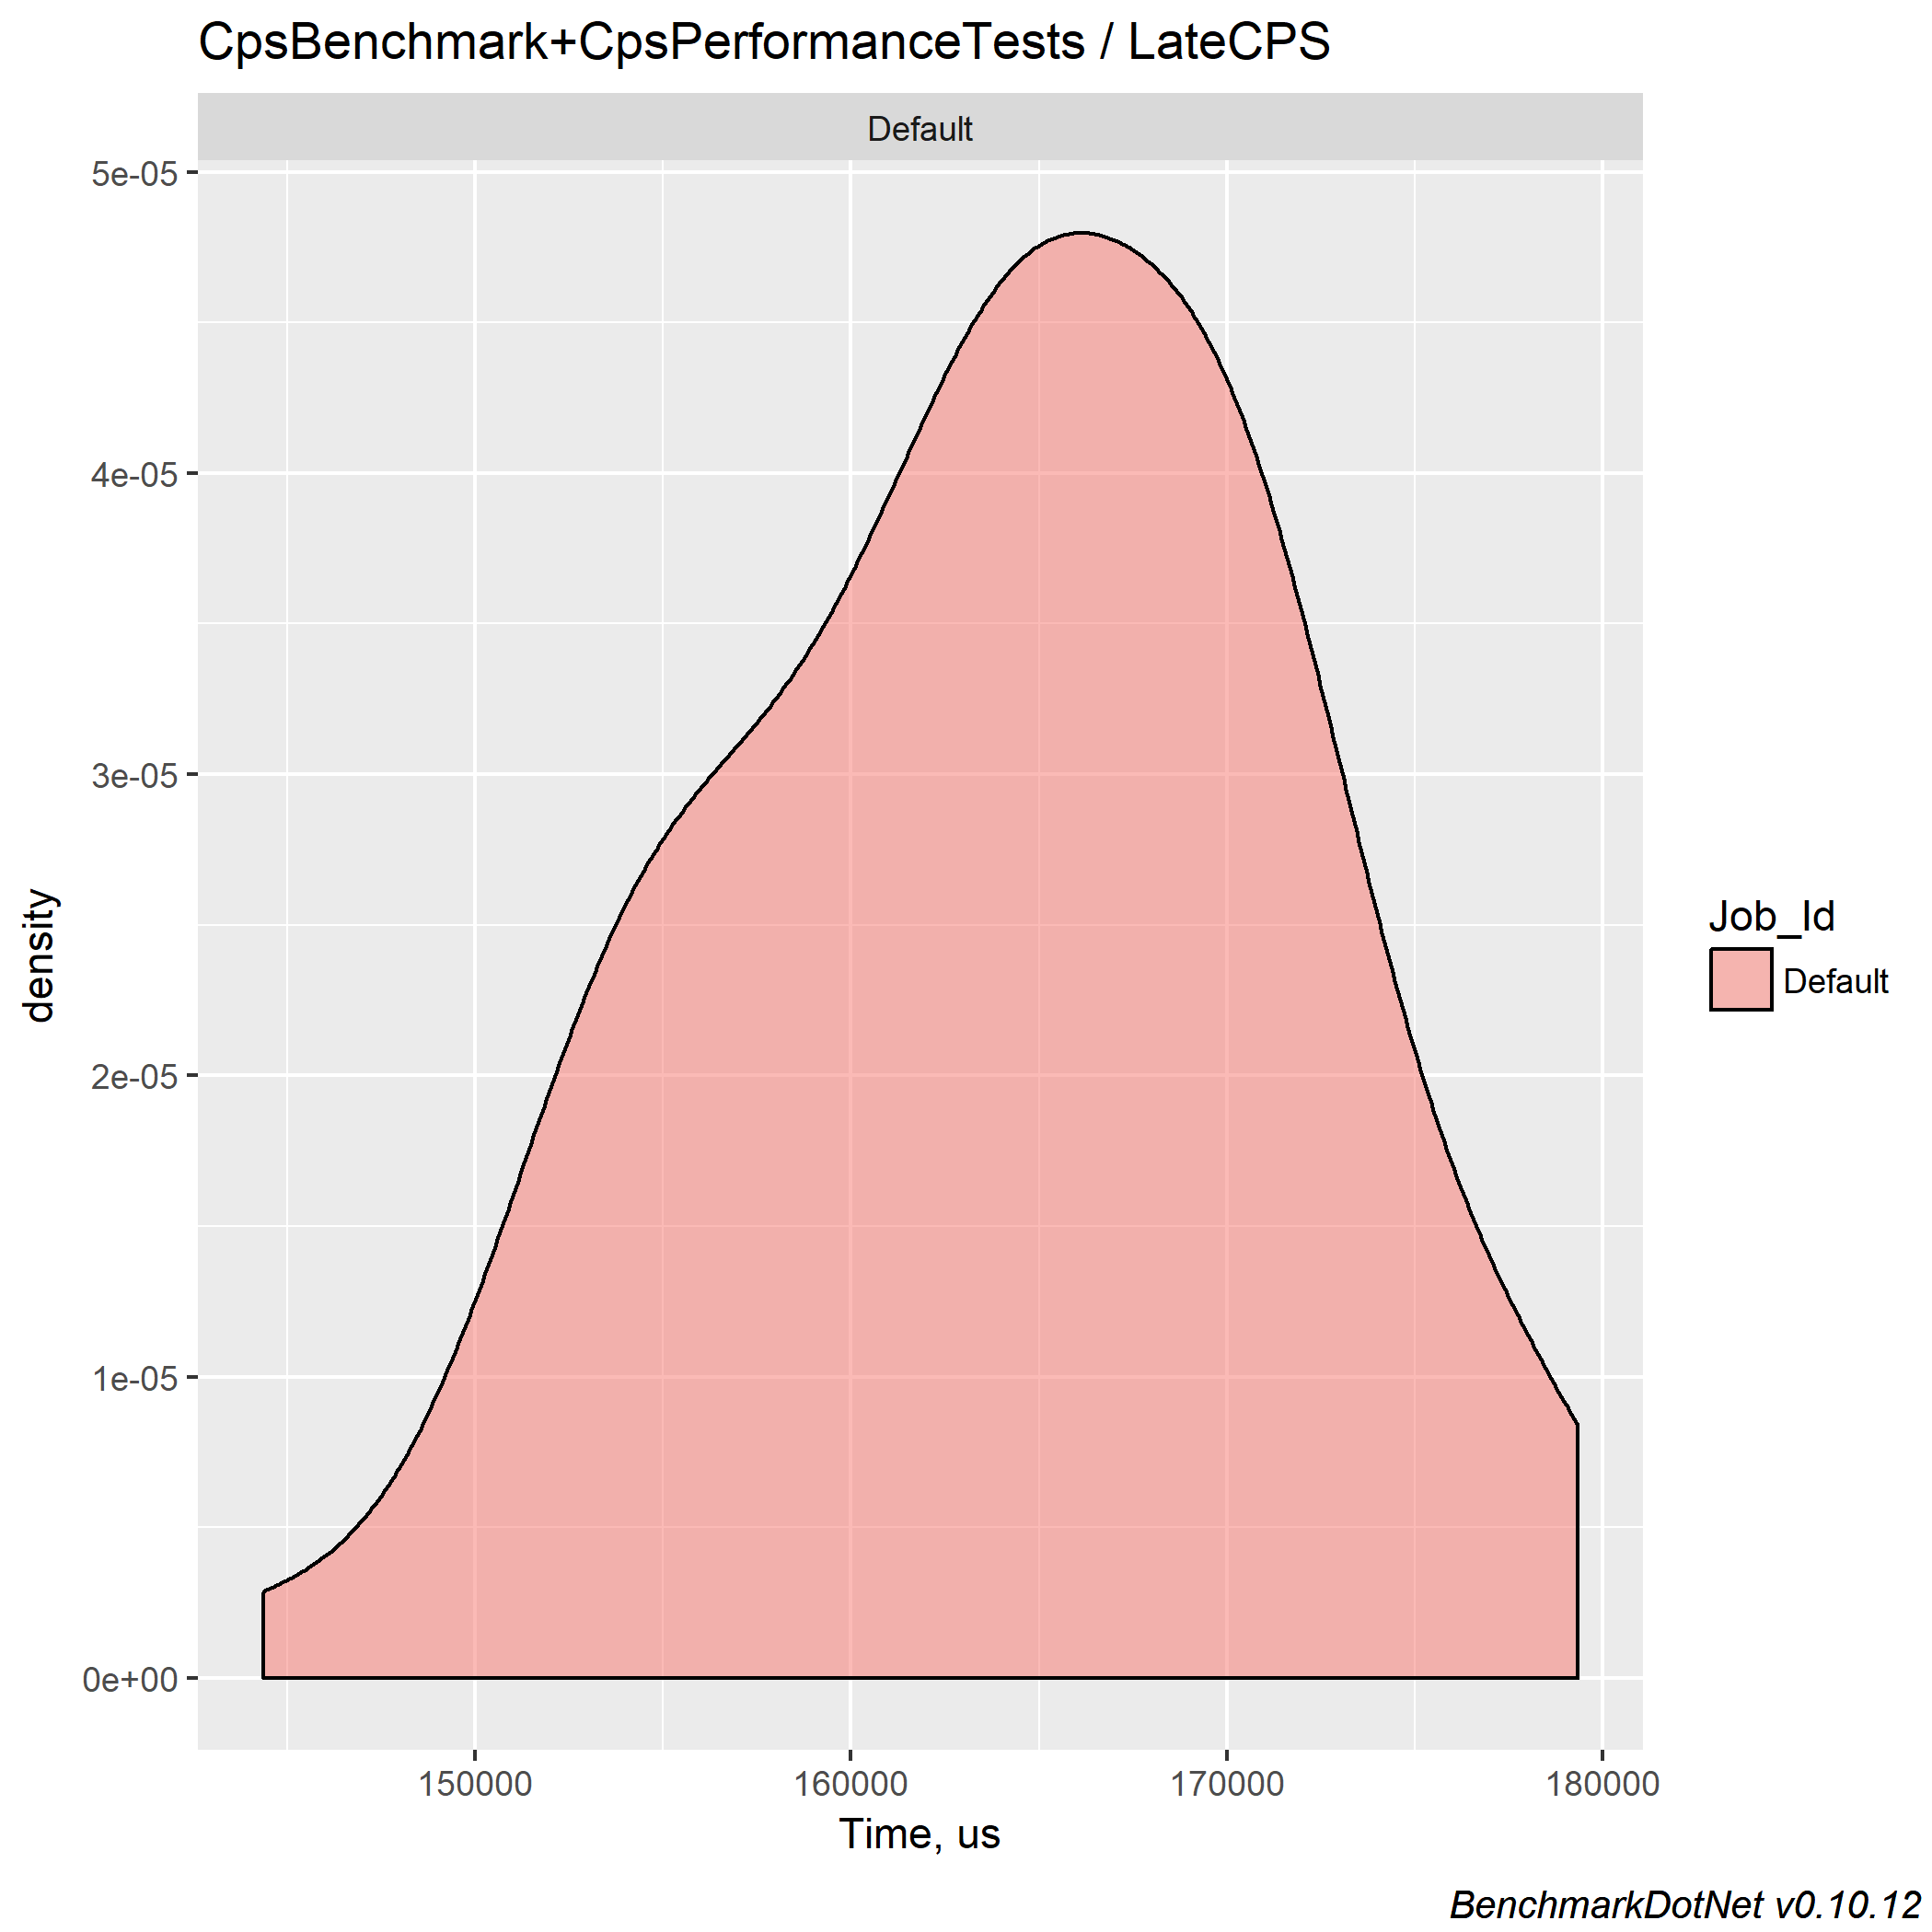 CpsBenchmark+CpsPerformanceTests / LateCPS
Default
5e-05
4e-05
3e-05
2e-05
1e-05
0e+00
density
150000 160000 170000 180000
Time, us
Job_Id
Default
BenchmarkDotNet v0.10.12